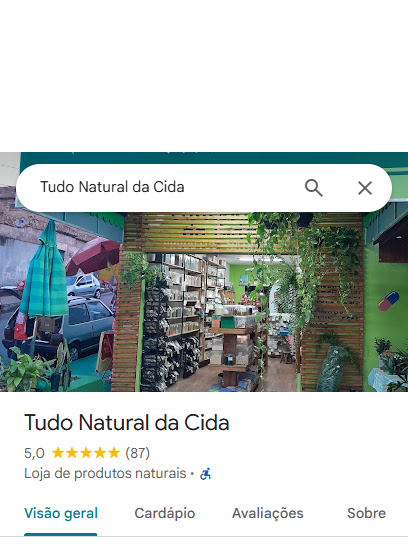 Tudo Natural da Cida
Tudo Natural da Cida
5,0 (87)
Loja de produtos naturais ·
Visão geral Cardápio Avaliações Sobre